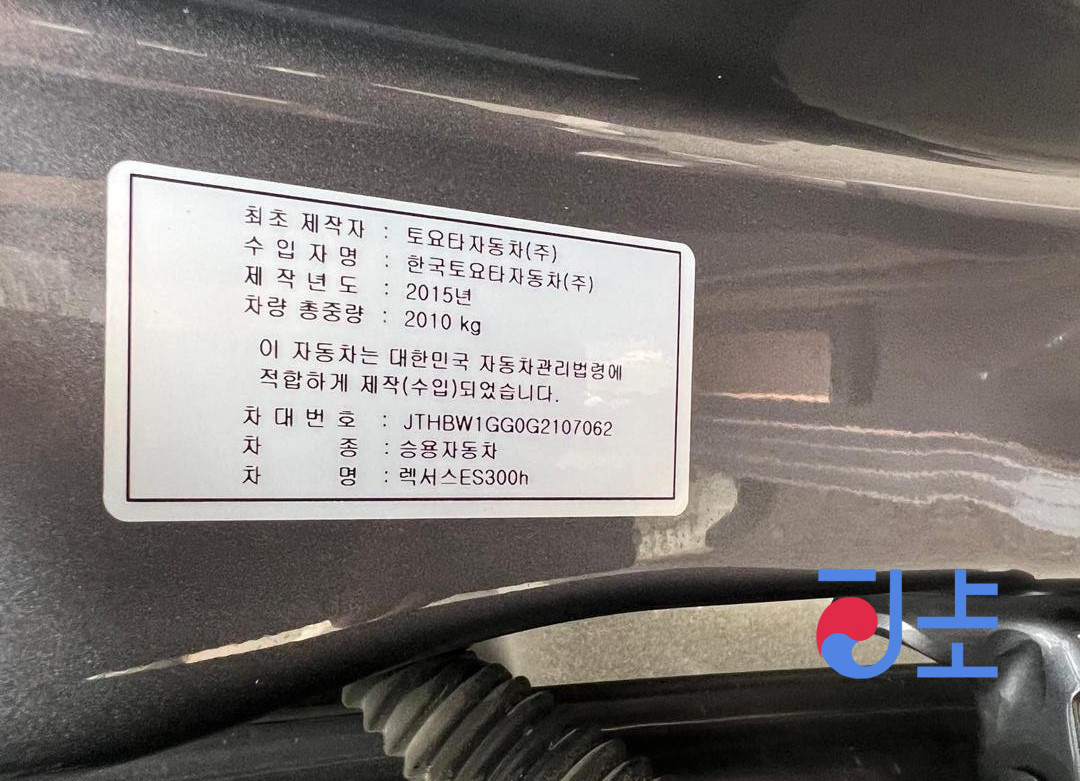 최초 제작자 : 토요타자동차(주)
수 입 자 명 : 한국토요타자동차(주)
제 작 년 도 : 2015년
차량 총중량 : 2010 kg
이 자동차는 대한민국 자동차관리법령에
적합하게 제작(수입)되었습니다.
차 대 번 호 : JTHBW1GG0G2107062
차 종 : 승용자동차
차 명 : 렉서스ES300h